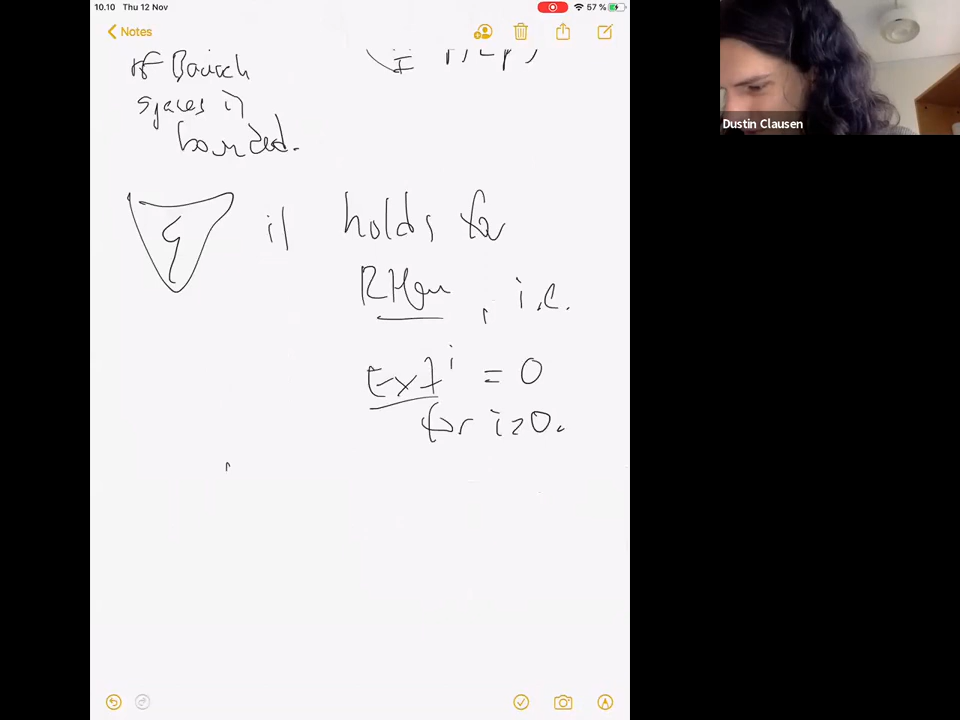 10.10 Thu 12 Nov
57 %
Notes
Dustin Clausen
of Banach
spaces is
bounded.
if holds for
RHom, i.e.
Ext^i = 0
for i>0.